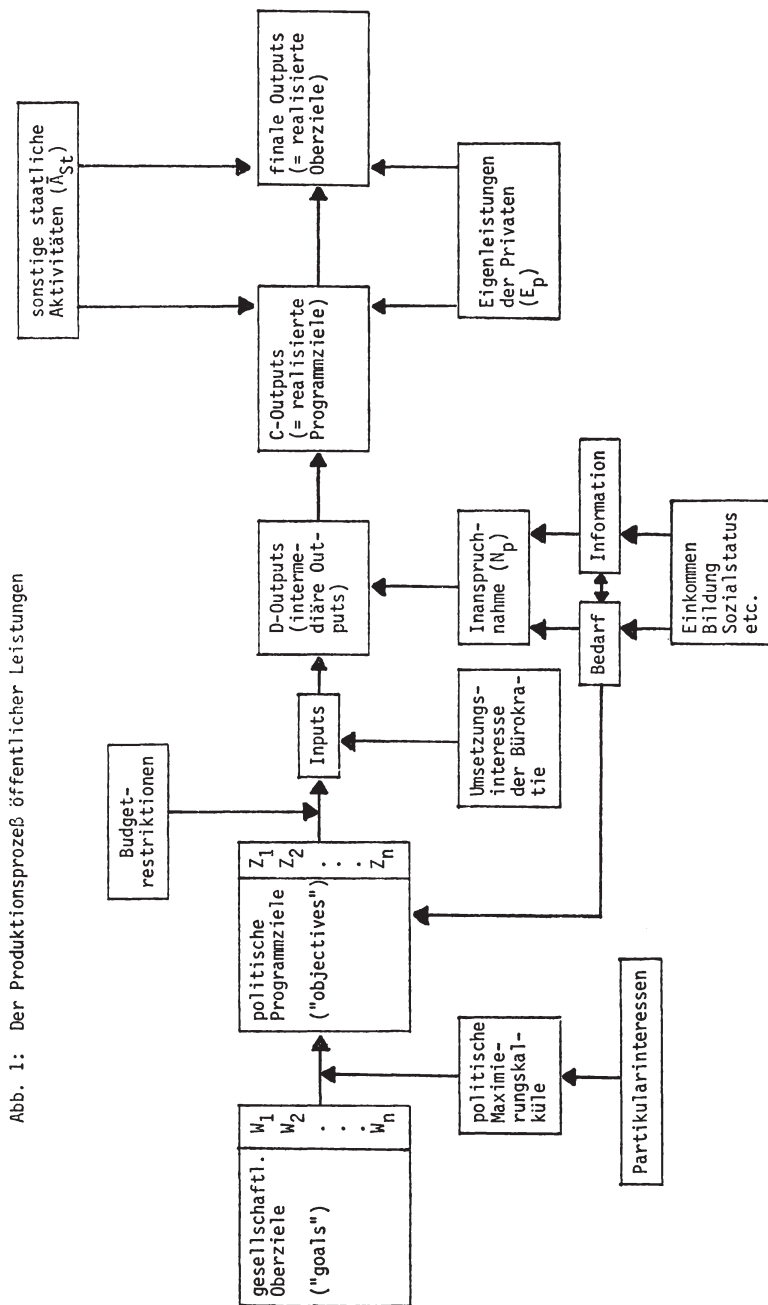 Abb. 1: Der Produktionsprozeß öffentlicher Leistungen
gesellschaftl.
Oberziele
("goals")
W1
W2
. . .
Wn
politische
Maximie-
rungskal-
küle
Partikularinteressen
politische
Programmziele
("objectives")
Z1
Z2
. . .
Zn
Budget-
restriktionen
Inputs
Umsetzungs-
interesse
der Bürokra-
tie
D-Outputs
(interme-
diäre Out-
puts)
Inanspruch-
nahme (Np)
Bedarf
Information
Einkommen
Bildung
Sozialstatus
etc.
C-Outputs
(= realisierte
Programmziele)
sonstige staatliche
Aktivitäten (ĀSt)
finale Outputs
(= realisierte
Oberziele)
Eigenleistungen
der Privaten
(Ep)